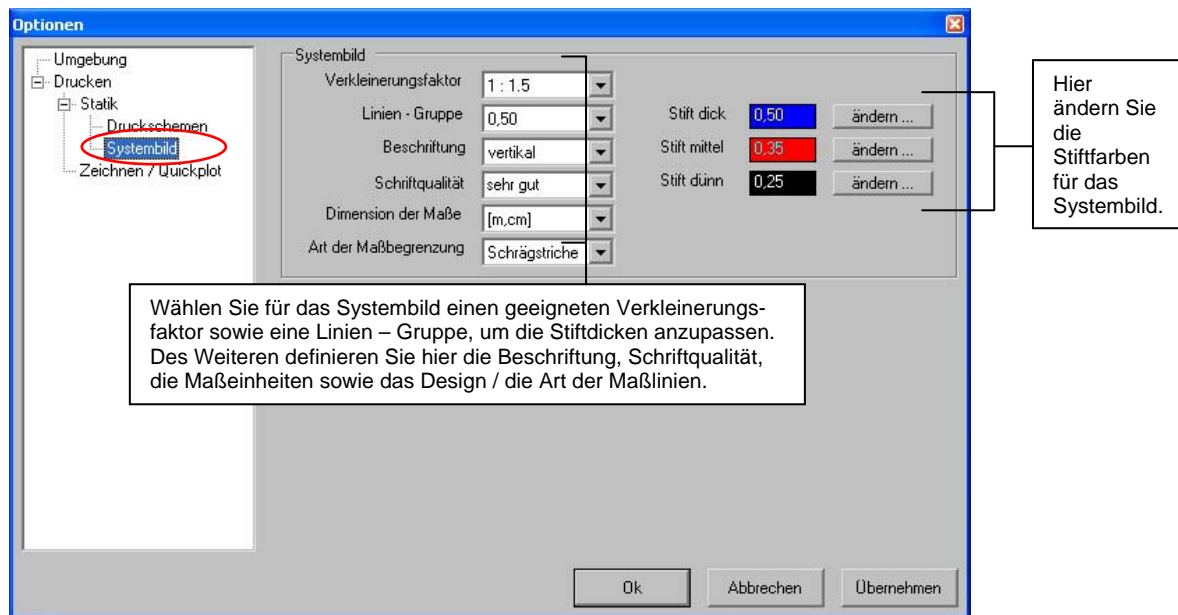 Optionen
Umgebung
Drucken
Statik
Druckschemen
Systembild
Zeichnen / Quickplot
Systembild
Verkleinerungsfaktor 1 : 1.5
Linien - Gruppe 0,50 Stift dick 0,50 ändern ...
Beschriftung vertikal Stift mittel 0,35 ändern ...
Schriftqualität sehr gut Stift dünn 0,25 ändern ...
Dimension der Maße [m,cm]
Art der Maßbegrenzung Schrägstriche
Hier
ändern Sie
die
Stiftfarben
für das
Systembild.
Wählen Sie für das Systembild einen geeigneten Verkleinerungs-
faktor sowie eine Linien – Gruppe, um die Stiftdicken anzupassen.
Des Weiteren definieren Sie hier die Beschriftung, Schriftqualität,
die Maßeinheiten sowie das Design / die Art der Maßlinien.
Ok Abbrechen Übernehmen